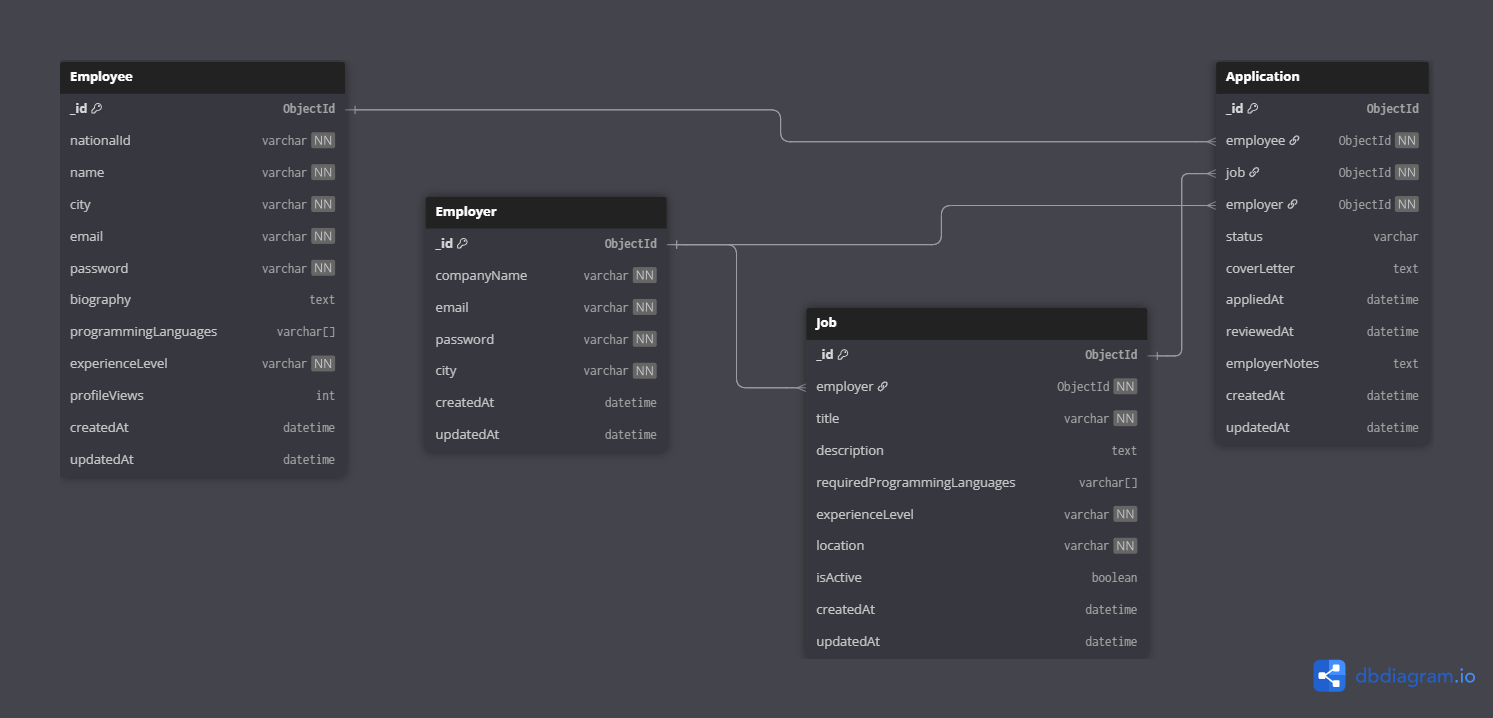 Employee
_id ObjectId
nationalId varchar NN
name varchar NN
city varchar NN
email varchar NN
password varchar NN
biography text
programmingLanguages varchar[]
experienceLevel varchar NN
profileViews int
createdAt datetime
updatedAt datetime
Employer
_id ObjectId
companyName varchar NN
email varchar NN
password varchar NN
city varchar NN
createdAt datetime
updatedAt datetime
Job
_id ObjectId
employer ObjectId NN
title varchar NN
description text
requiredProgrammingLanguages varchar[]
experienceLevel varchar NN
location varchar NN
isActive boolean
createdAt datetime
updatedAt datetime
Application
_id ObjectId
employee ObjectId NN
job ObjectId NN
employer ObjectId NN
status varchar
coverLetter text
appliedAt datetime
reviewedAt datetime
employerNotes text
createdAt datetime
updatedAt datetime
dbdiagram.io